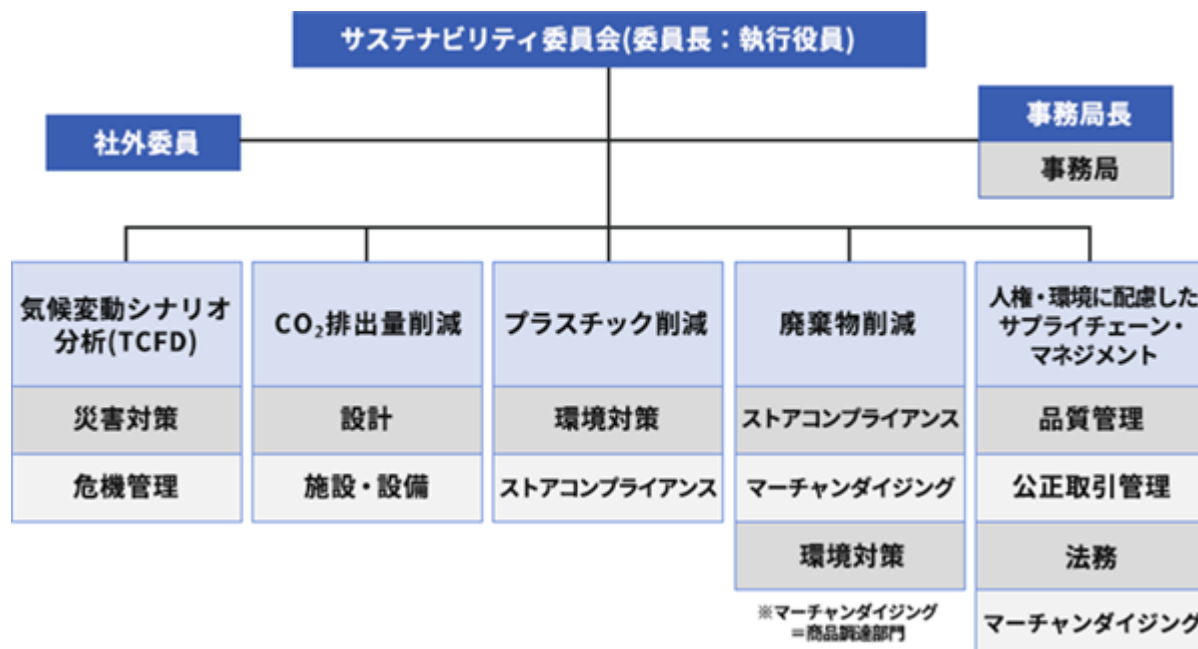 サステナビリティ委員会(委員長：執行役員)
社外委員
事務局長
事務局
気候変動シナリオ
分析(TCFD)
災害対策
危機管理
CO₂排出量削減
設計
施設・設備
プラスチック削減
環境対策
ストアコンプライアンス
廃棄物削減
ストアコンプライアンス
マーチャンダイジング
環境対策
※マーチャンダイジング
＝商品調達部門
人権・環境に配慮した
サプライチェーン・
マネジメント
品質管理
公正取引管理
法務
マーチャンダイジング